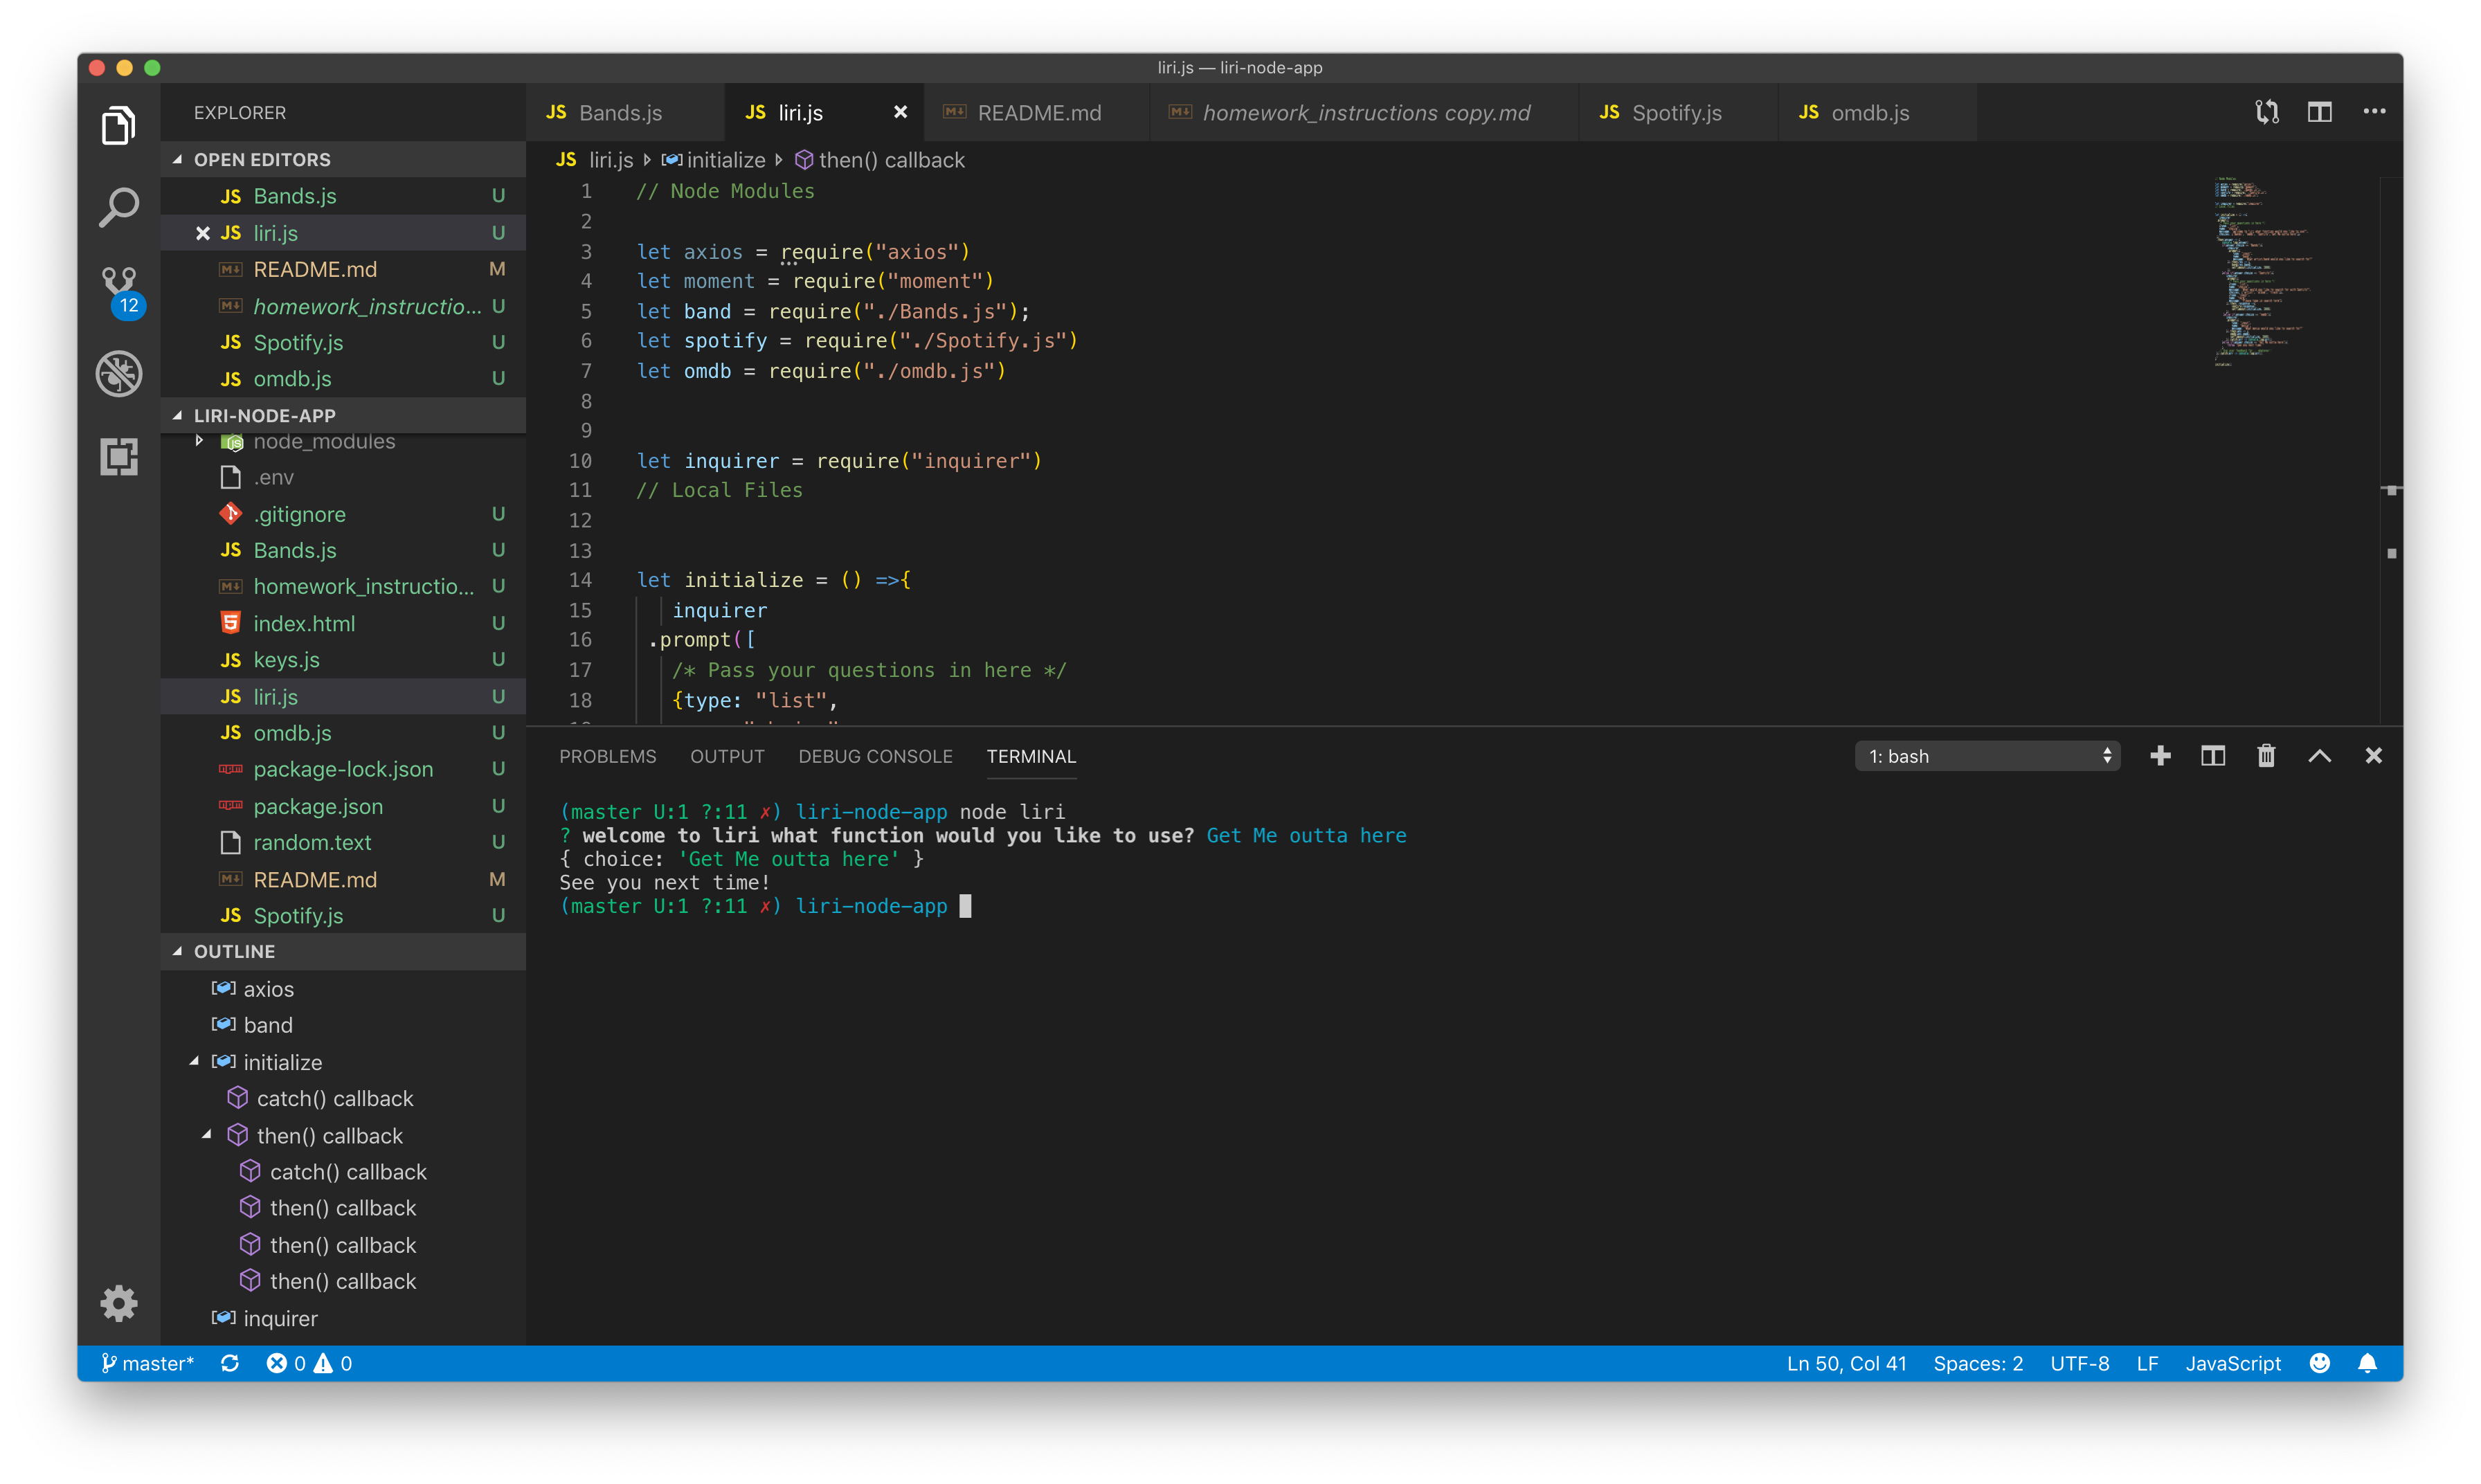 liri.js — liri-node-app
EXPLORER
OPEN EDITORS
JS Bands.js U
JS liri.js U
README.md M
homework_instructio... U
JS Spotify.js U
JS omdb.js U
12
LIRI-NODE-APP
node_modules
.env
.gitignore U
JS Bands.js U
homework_instructio... U
index.html U
JS keys.js U
JS liri.js U
JS omdb.js U
package-lock.json U
package.json U
random.text U
README.md M
JS Spotify.js U
OUTLINE
axios
band
initialize
catch() callback
then() callback
catch() callback
then() callback
then() callback
then() callback
inquirer
JS Bands.js JS liri.js README.md homework_instructions copy.md JS Spotify.js JS omdb.js
JS liri.js initialize then() callback
1 // Node Modules
2
3 let axios = require("axios")
4 let moment = require("moment")
5 let band = require("./Bands.js");
6 let spotify = require("./Spotify.js")
7 let omdb = require("./omdb.js")
8
9
10 let inquirer = require("inquirer")
11 // Local Files
12
13
14 let initialize = () =>{
15 inquirer
16 .prompt([
17 /* Pass your questions in here */
18 {type: "list",
PROBLEMS OUTPUT DEBUG CONSOLE TERMINAL 1: bash
(master U:1 ?:11 ✗) liri-node-app node liri
? welcome to liri what function would you like to use? Get Me outta here
{ choice: 'Get Me outta here' }
See you next time!
(master U:1 ?:11 ✗) liri-node-app
master* 0 0 Ln 50, Col 41 Spaces: 2 UTF-8 LF JavaScript